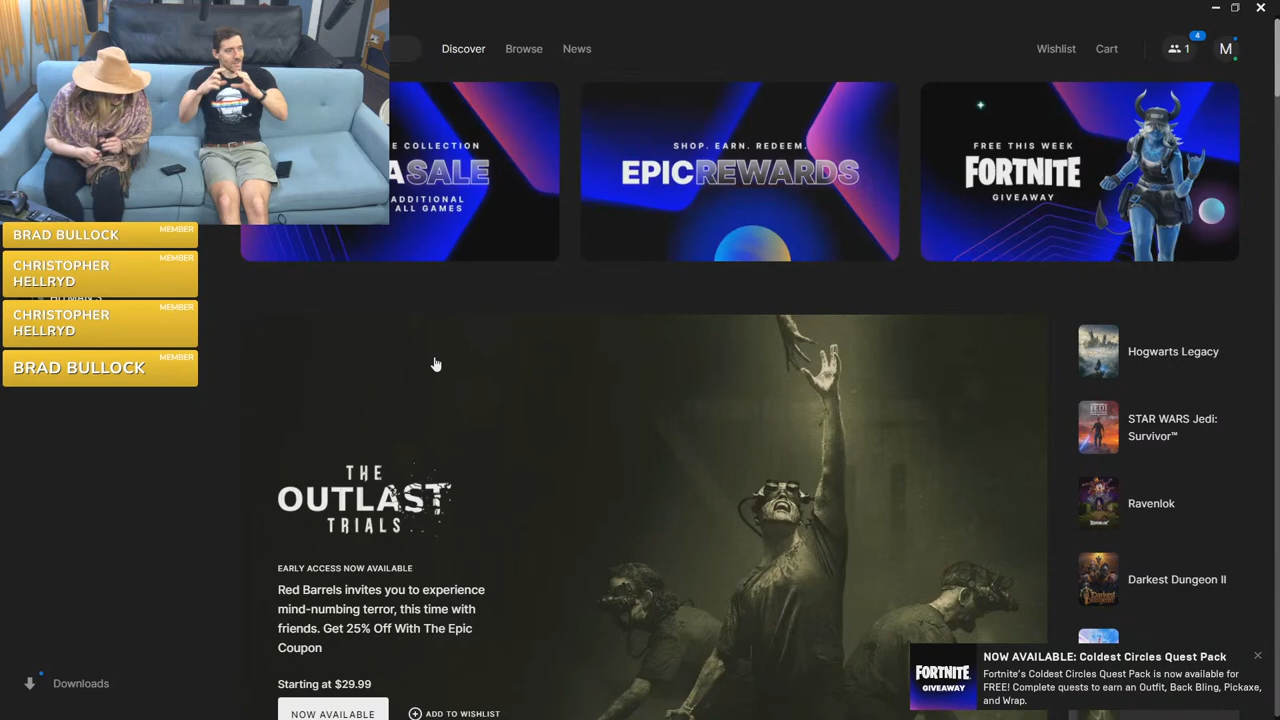 Discover
Browse
News
Wishlist
Cart
4
1
M
E COLLECTION
A SALE
ADDITIONAL
ALL GAMES
SHOP. EARN. REDEEM.
EPIC REWARDS
FREE THIS WEEK
FORTNITE
GIVEAWAY
BRAD BULLOCK
MEMBER
CHRISTOPHER
HELLRYD
MEMBER
CHRISTOPHER
HELLRYD
MEMBER
BRAD BULLOCK
MEMBER
THE
OUTLAST
TRIALS
EARLY ACCESS NOW AVAILABLE
Red Barrels invites you to experience
mind-numbing terror, this time with
friends. Get 25% Off With The Epic
Coupon
Starting at $29.99
NOW AVAILABLE
ADD TO WISHLIST
Hogwarts Legacy
STAR WARS Jedi:
Survivor™
Ravenlok
Darkest Dungeon II
Downloads
FORTNITE
GIVEAWAY
NOW AVAILABLE: Coldest Circles Quest Pack
Fortnite's Coldest Circles Quest Pack is now available for
FREE! Complete quests to earn an Outfit, Back Bling, Pickaxe,
and Wrap.